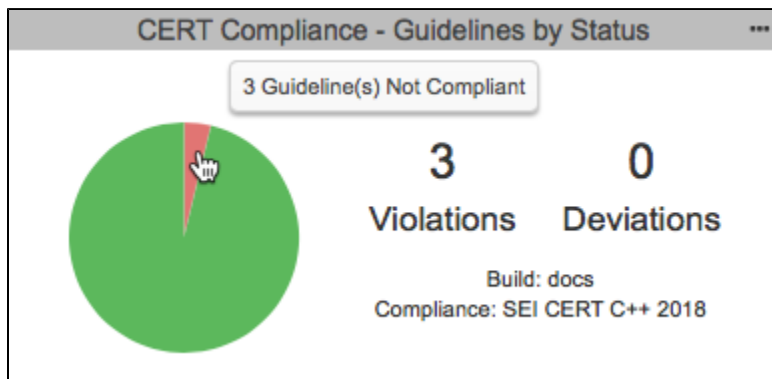 CERT Compliance - Guidelines by Status
3 Guideline(s) Not Compliant
3 0
Violations Deviations
Build: docs
Compliance: SEI CERT C++ 2018